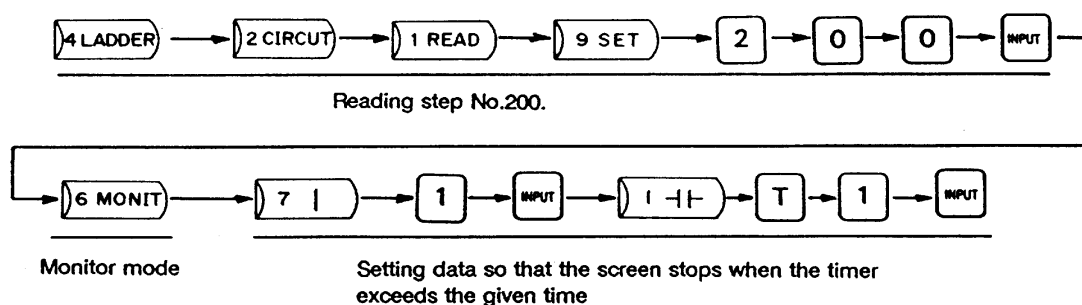 4 LADDER 2 CIRCUT 1 READ 9 SET 2 0 0 INPUT
Reading step No.200.
6 MONIT 7 | 1 INPUT 1 ⊣⊢ T 1 INPUT
Monitor mode
Setting data so that the screen stops when the timer
exceeds the given time